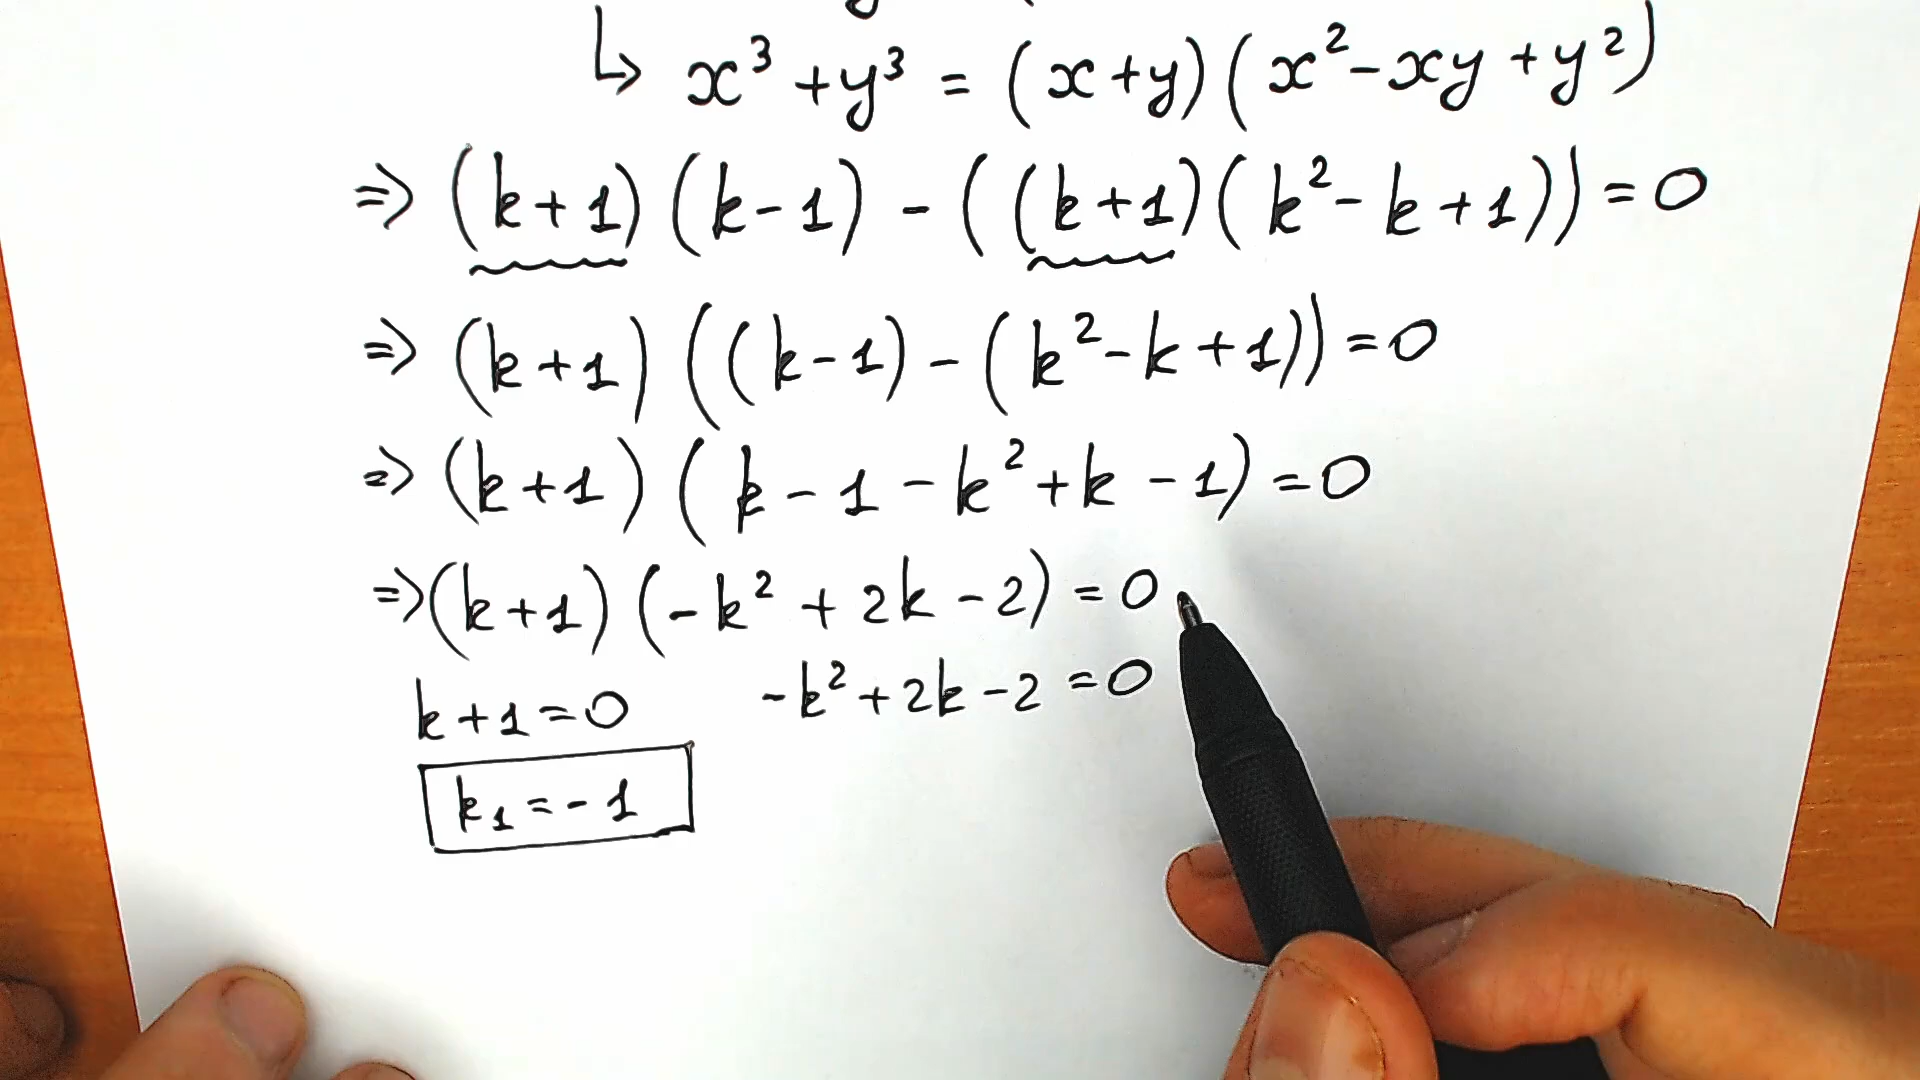 ↳ x³ + y³ = (x+y)(x² - xy + y²)
=> (k+1)(k-1) - ((k+1)(k² - k + 1)) = 0
=> (k+1)((k-1) - (k² - k + 1)) = 0
=> (k+1)(k - 1 - k² + k - 1) = 0
=> (k+1)(-k² + 2k - 2) = 0
k+1=0 -k² + 2k - 2 = 0
k₁ = -1